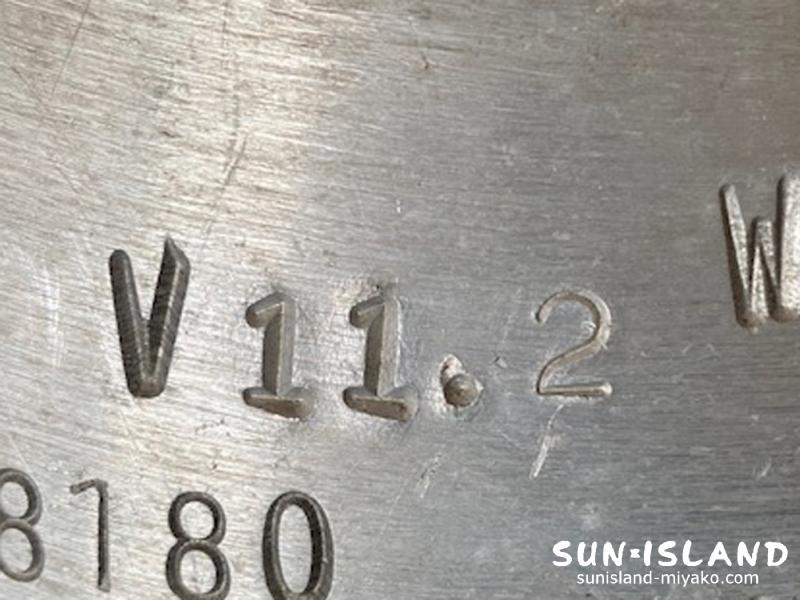 V 11.2 W
8180
SUN×ISLAND
sunisland-miyako.com